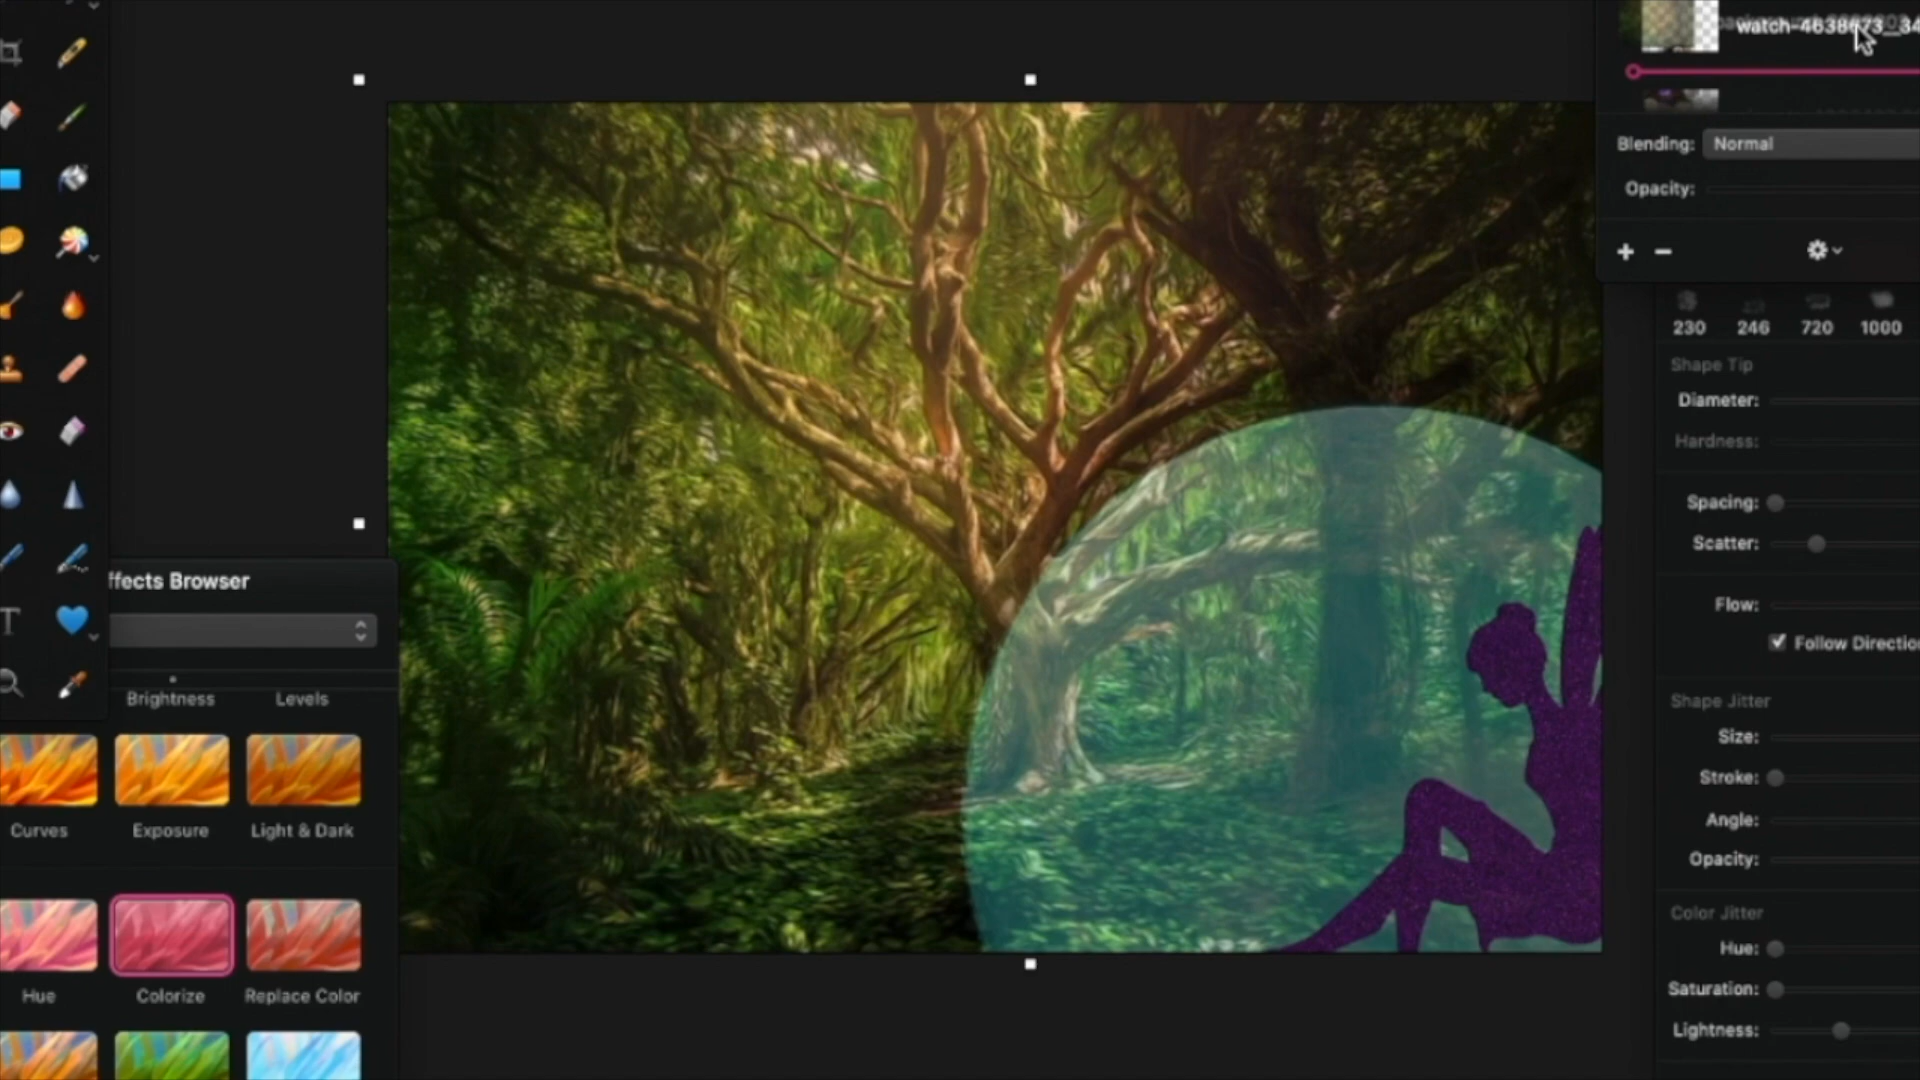 watch-4638673_34
Blending: Normal
Opacity:
230 246 720 1000
Shape Tip
Diameter:
Hardness:
Spacing:
Scatter:
Flow:
Follow Directio
Shape Jitter
Size:
Stroke:
Angle:
Opacity:
Color Jitter
Hue:
Saturation:
Lightness:
ffects Browser
Brightness Levels
Curves Exposure Light & Dark
Hue Colorize Replace Color